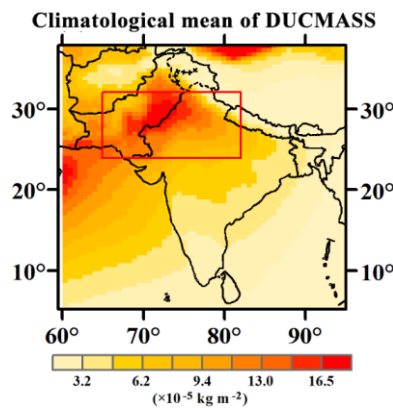 Climatological mean of DUCMASS
30° 30°
20° 20°
10° 10°
60° 70° 80° 90°
3.2 6.2 9.4 13.0 16.5
(×10⁻⁵ kg m⁻²)